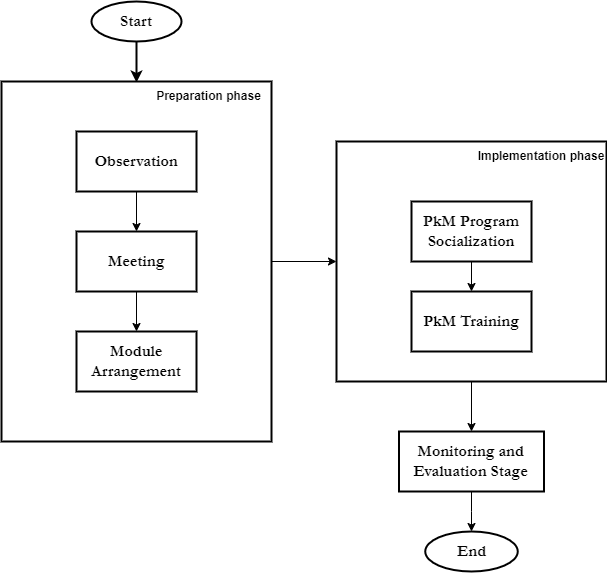 Start
Preparation phase
Observation
Meeting
Module
Arrangement
Implementation phase
PkM Program
Socialization
PkM Training
Monitoring and
Evaluation Stage
End